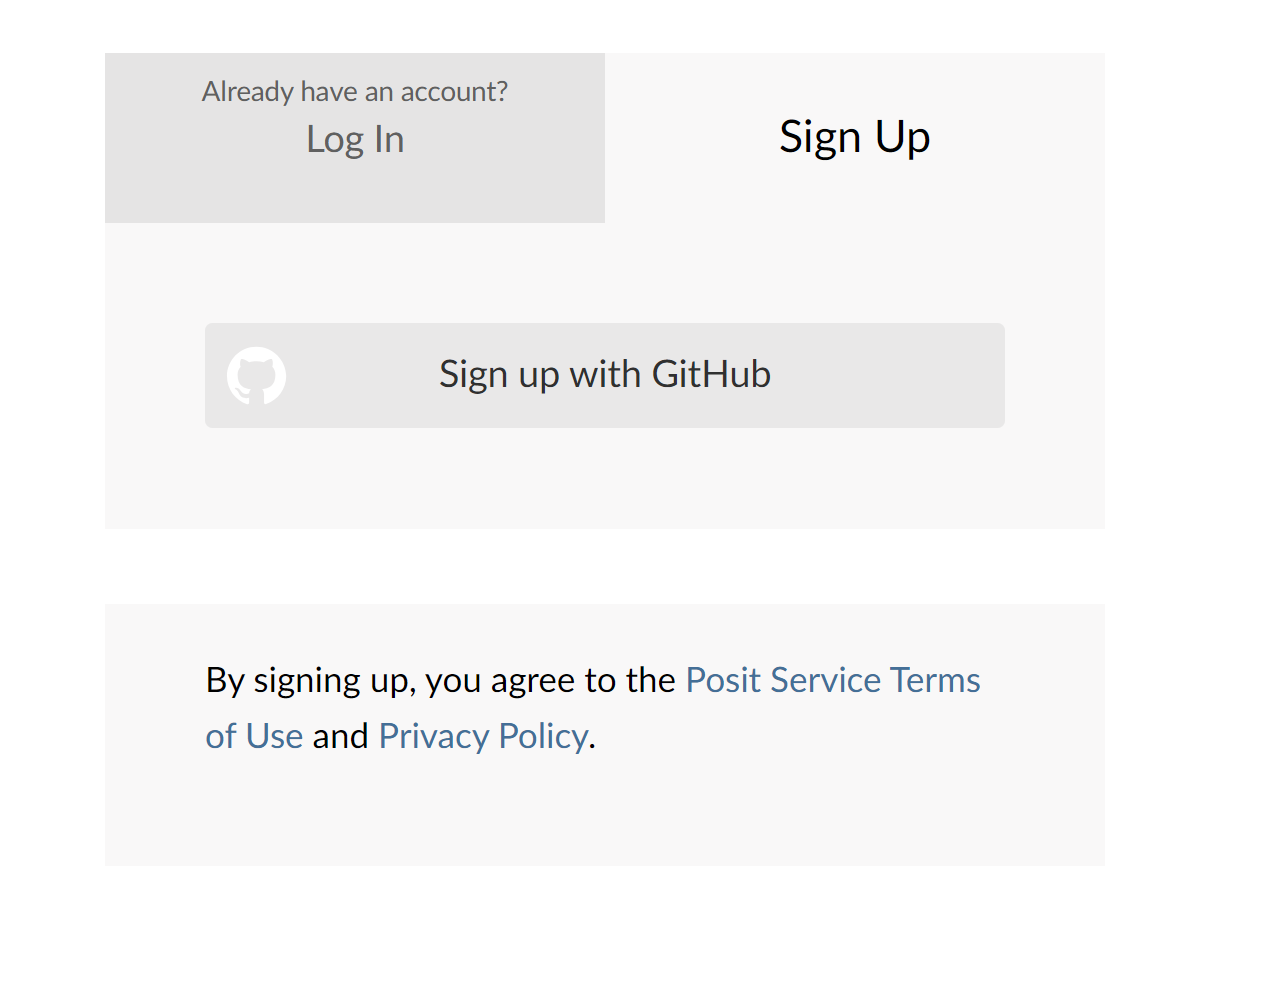 Already have an account?
Log In
Sign Up
Sign up with GitHub
By signing up, you agree to the Posit Service Terms
of Use and Privacy Policy.